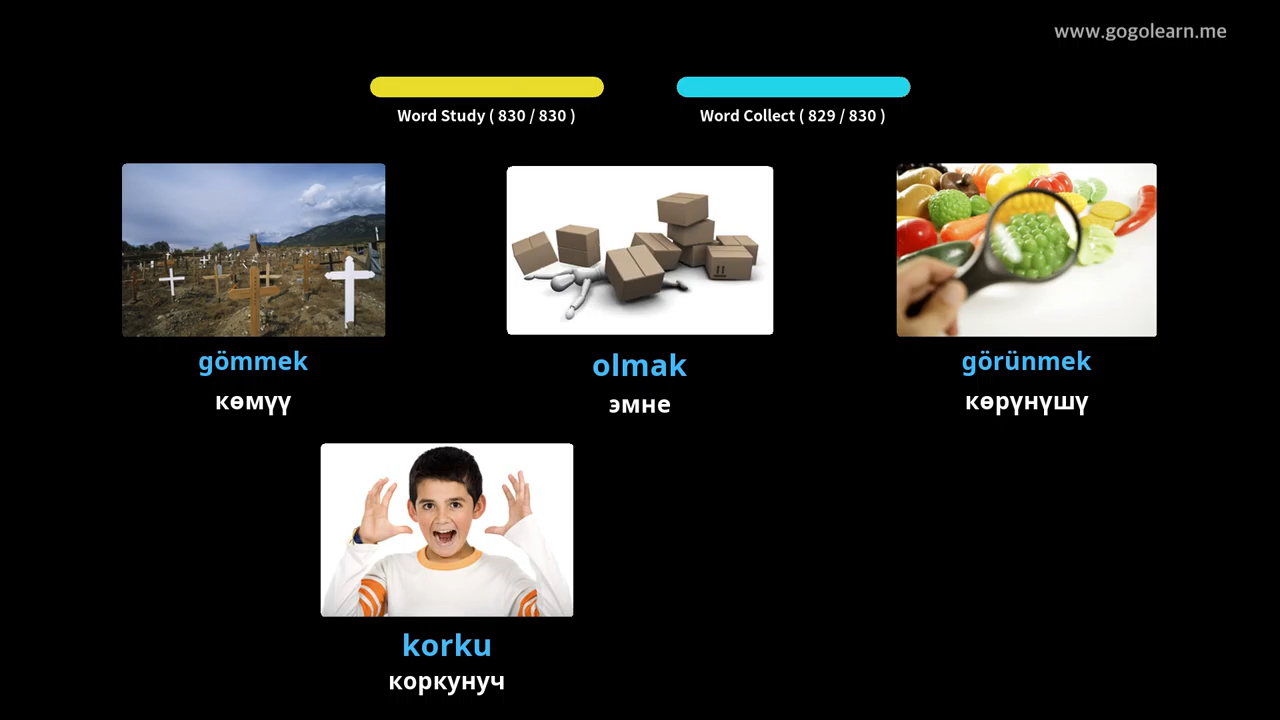 www.gogolearn.me
Word Study ( 830 / 830 )
Word Collect ( 829 / 830 )
gömmek
көмүү
olmak
эмне
görünmek
көрүнүшү
korku
коркунуч